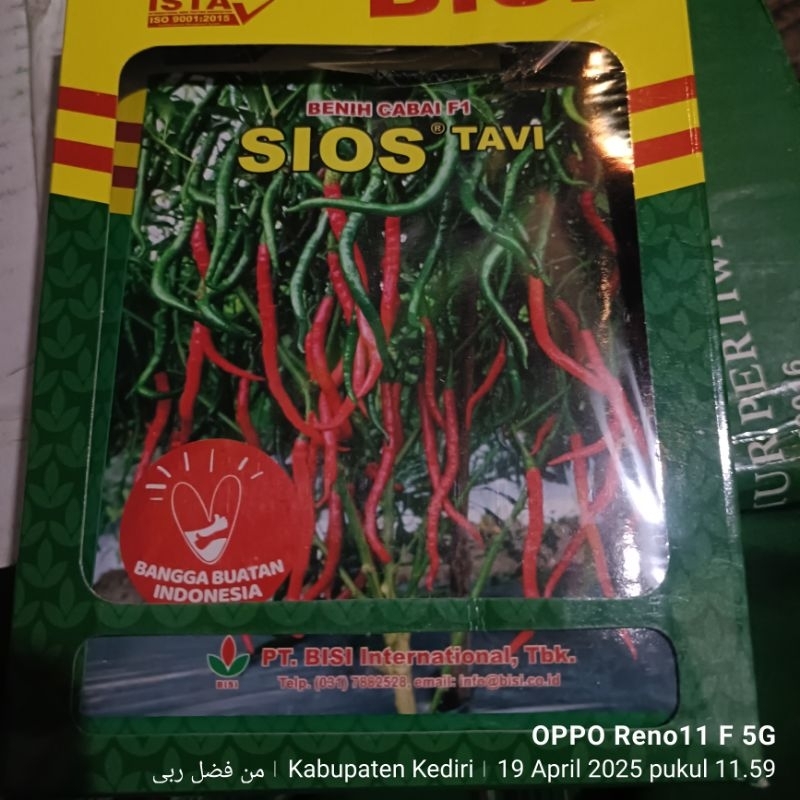 ISTA
ISO 9001:2015
BISI
BENIH CABAI F1
SIOS® TAVI
BANGGA BUATAN
INDONESIA
BISI
PT. BISI International, Tbk.
Telp. (031) 7882528. email: info@bisi.co.id
PERTIWI
OPPO Reno11 F 5G
من فضل ربى | Kabupaten Kediri | 19 April 2025 pukul 11.59